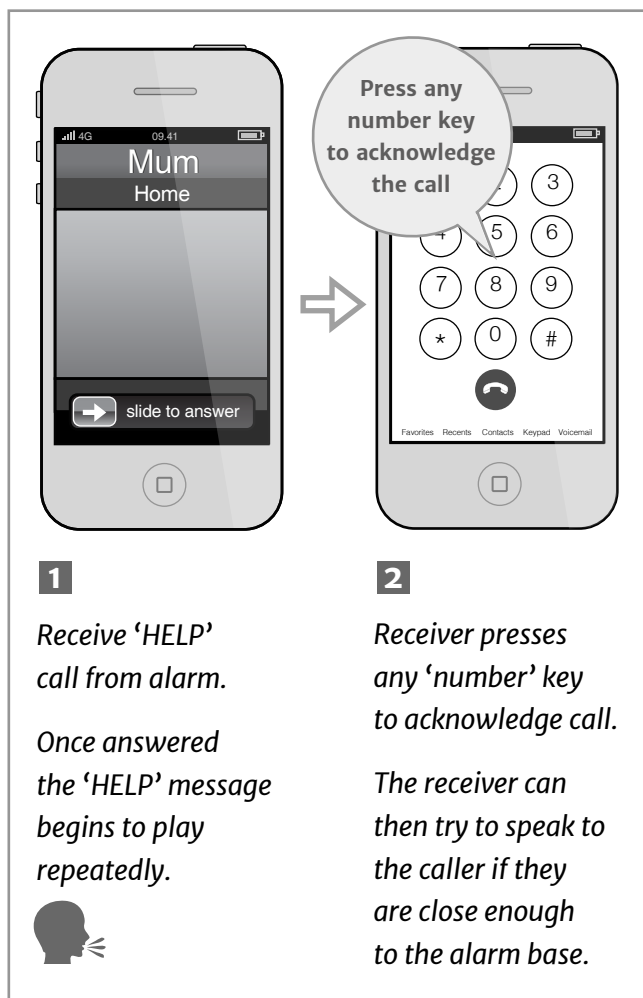 4G 09.41
Mum
Home
slide to answer
Press any
number key
to acknowledge
the call
3
5 6
7 8 9
* 0 #
Favorites Recents Contacts Keypad Voicemail
1
Receive ‘HELP’
call from alarm.
Once answered
the ‘HELP’ message
begins to play
repeatedly.
2
Receiver presses
any ‘number’ key
to acknowledge call.
The receiver can
then try to speak to
the caller if they
are close enough
to the alarm base.